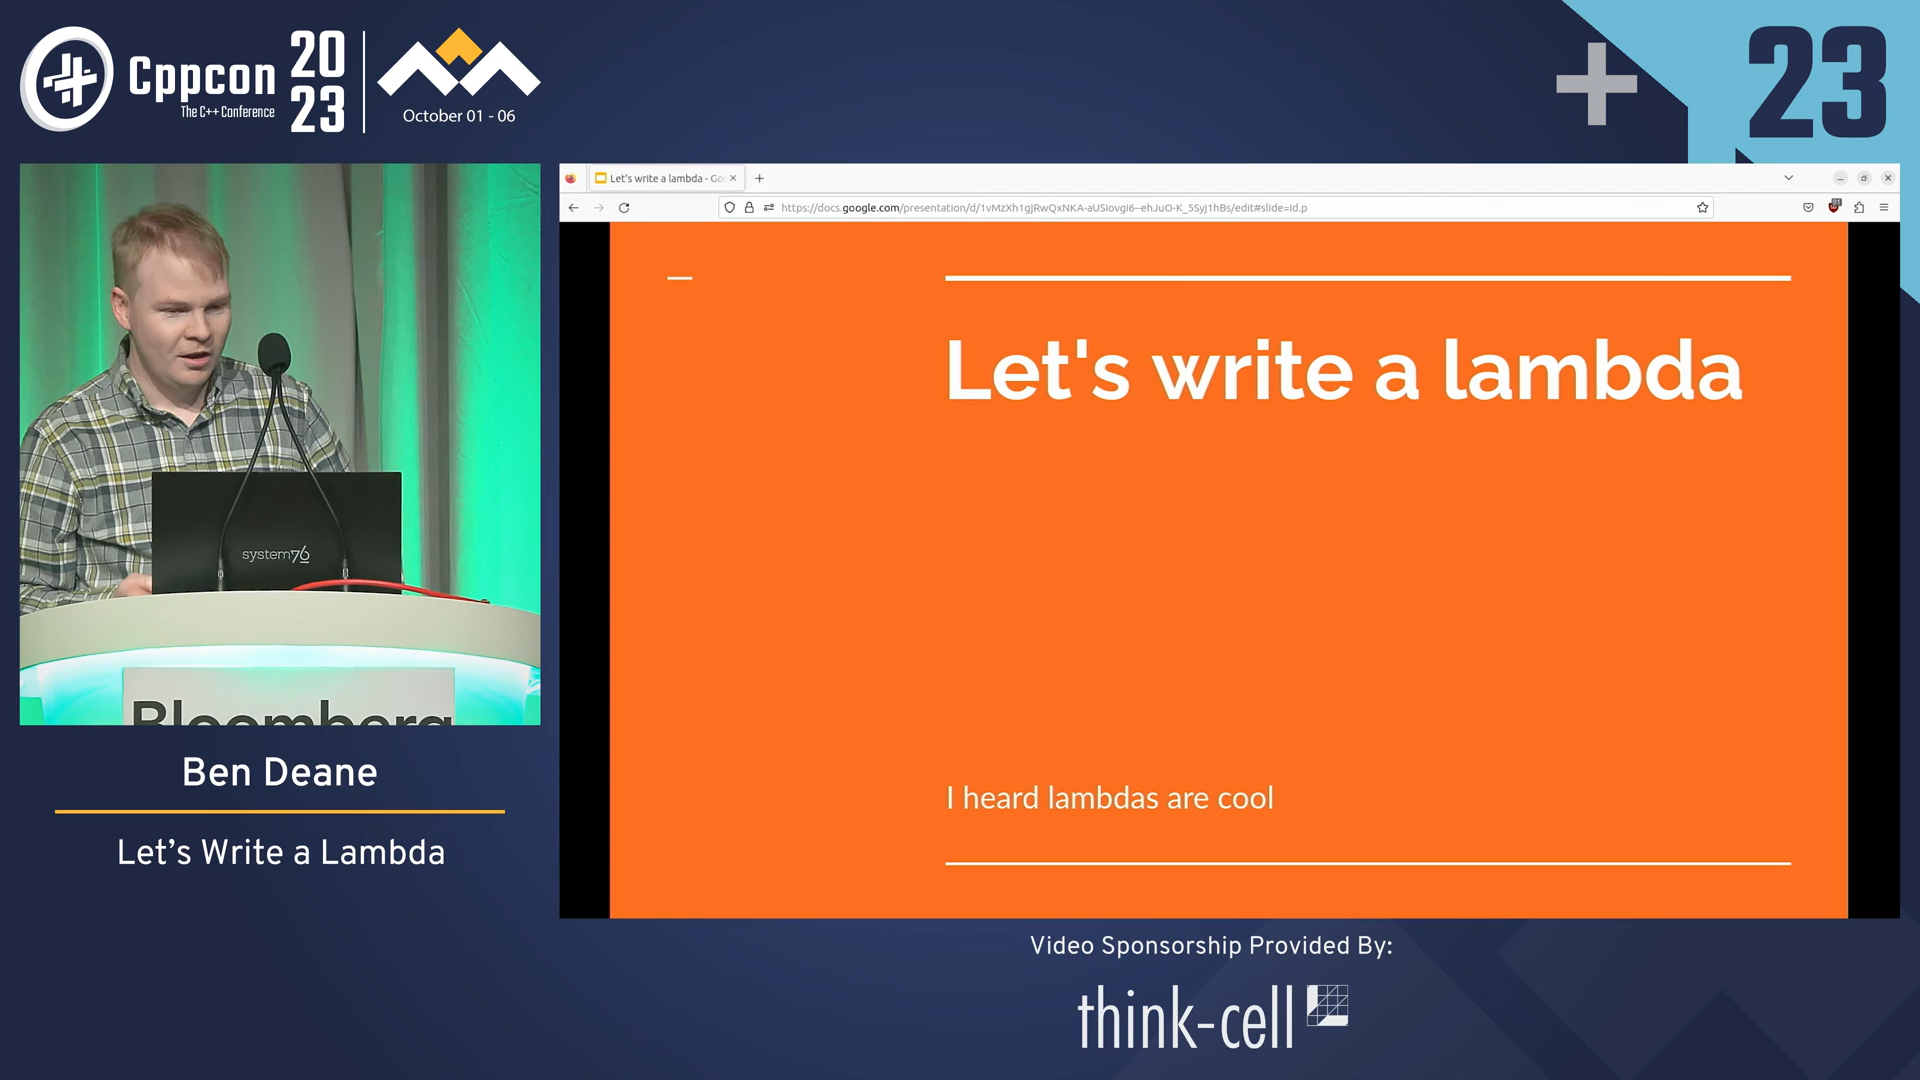 Cppcon
The C++ Conference
20
23
October 01 - 06
23
Let's write a lambda - Goo
https://docs.google.com/presentation/d/1vMzXh1gJRwQxNKA-aUSIovgI6--ehJuO-K_5SyJ1hBs/edit#slide=id.p
Let's write a lambda
I heard lambdas are cool
system76
Bloomberg
Ben Deane
Let's Write a Lambda
Video Sponsorship Provided By:
think-cell